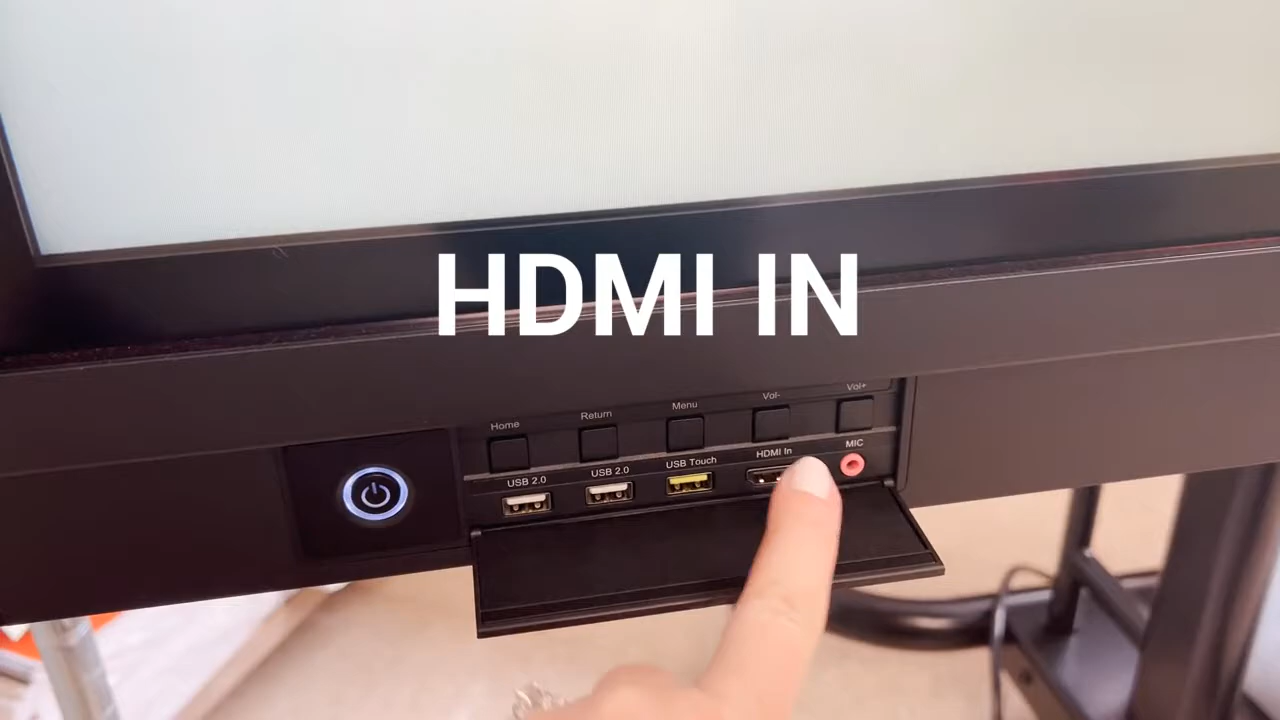 HDMI IN
Home Return Menu Vol- Vol+
USB 2.0 USB 2.0 USB Touch HDMI In MIC